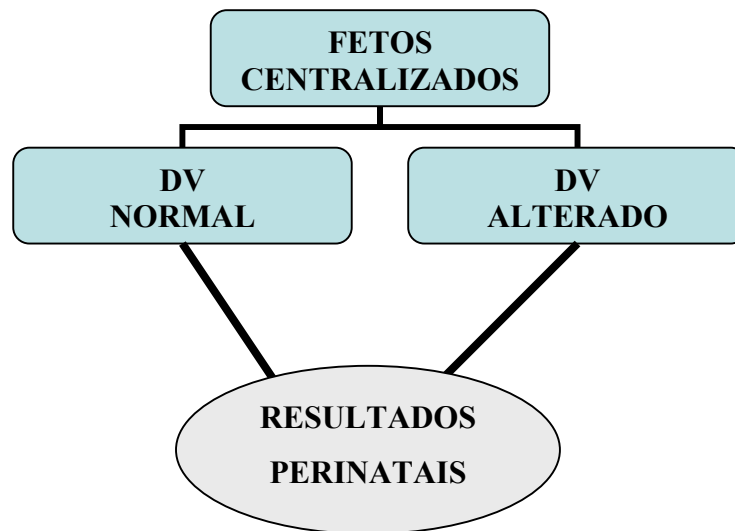 FETOS
CENTRALIZADOS
DV
NORMAL
DV
ALTERADO
RESULTADOS
PERINATAIS